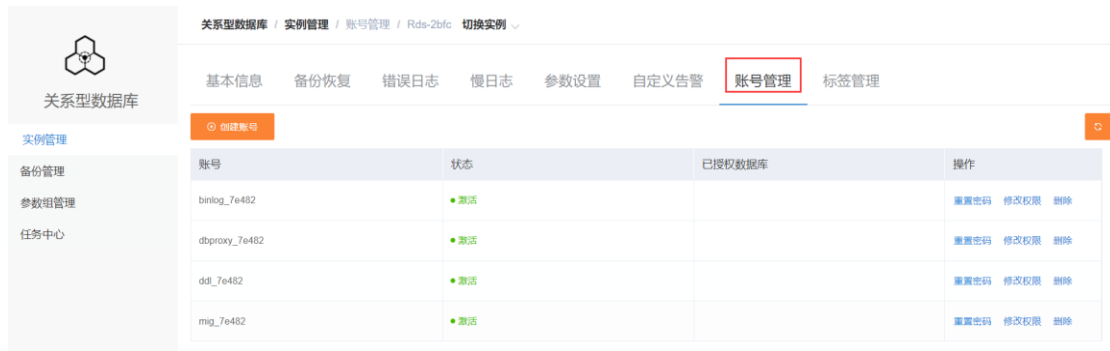 关系型数据库 / 实例管理 / 账号管理 / Rds-2bfc 切换实例
关系型数据库
实例管理
备份管理
参数组管理
任务中心
基本信息 备份恢复 错误日志 慢日志 参数设置 自定义告警 账号管理 标签管理
创建账号
账号 状态 已授权数据库 操作
binlog_7e482 激活 重置密码 修改权限 删除
dbproxy_7e482 激活 重置密码 修改权限 删除
ddl_7e482 激活 重置密码 修改权限 删除
mig_7e482 激活 重置密码 修改权限 删除